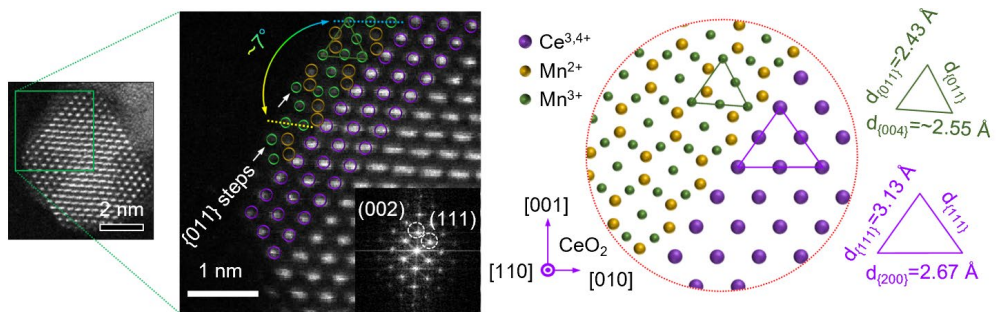 2 nm
~7°
{011} steps
(002)
(111)
1 nm
Ce3,4+
Mn2+
Mn3+
[001]
CeO2
[110]
[010]
d{011}=2.43 Å
d{011}
d{004}=~2.55 Å
d{111}=3.13 Å
d{111}
d{200}=2.67 Å